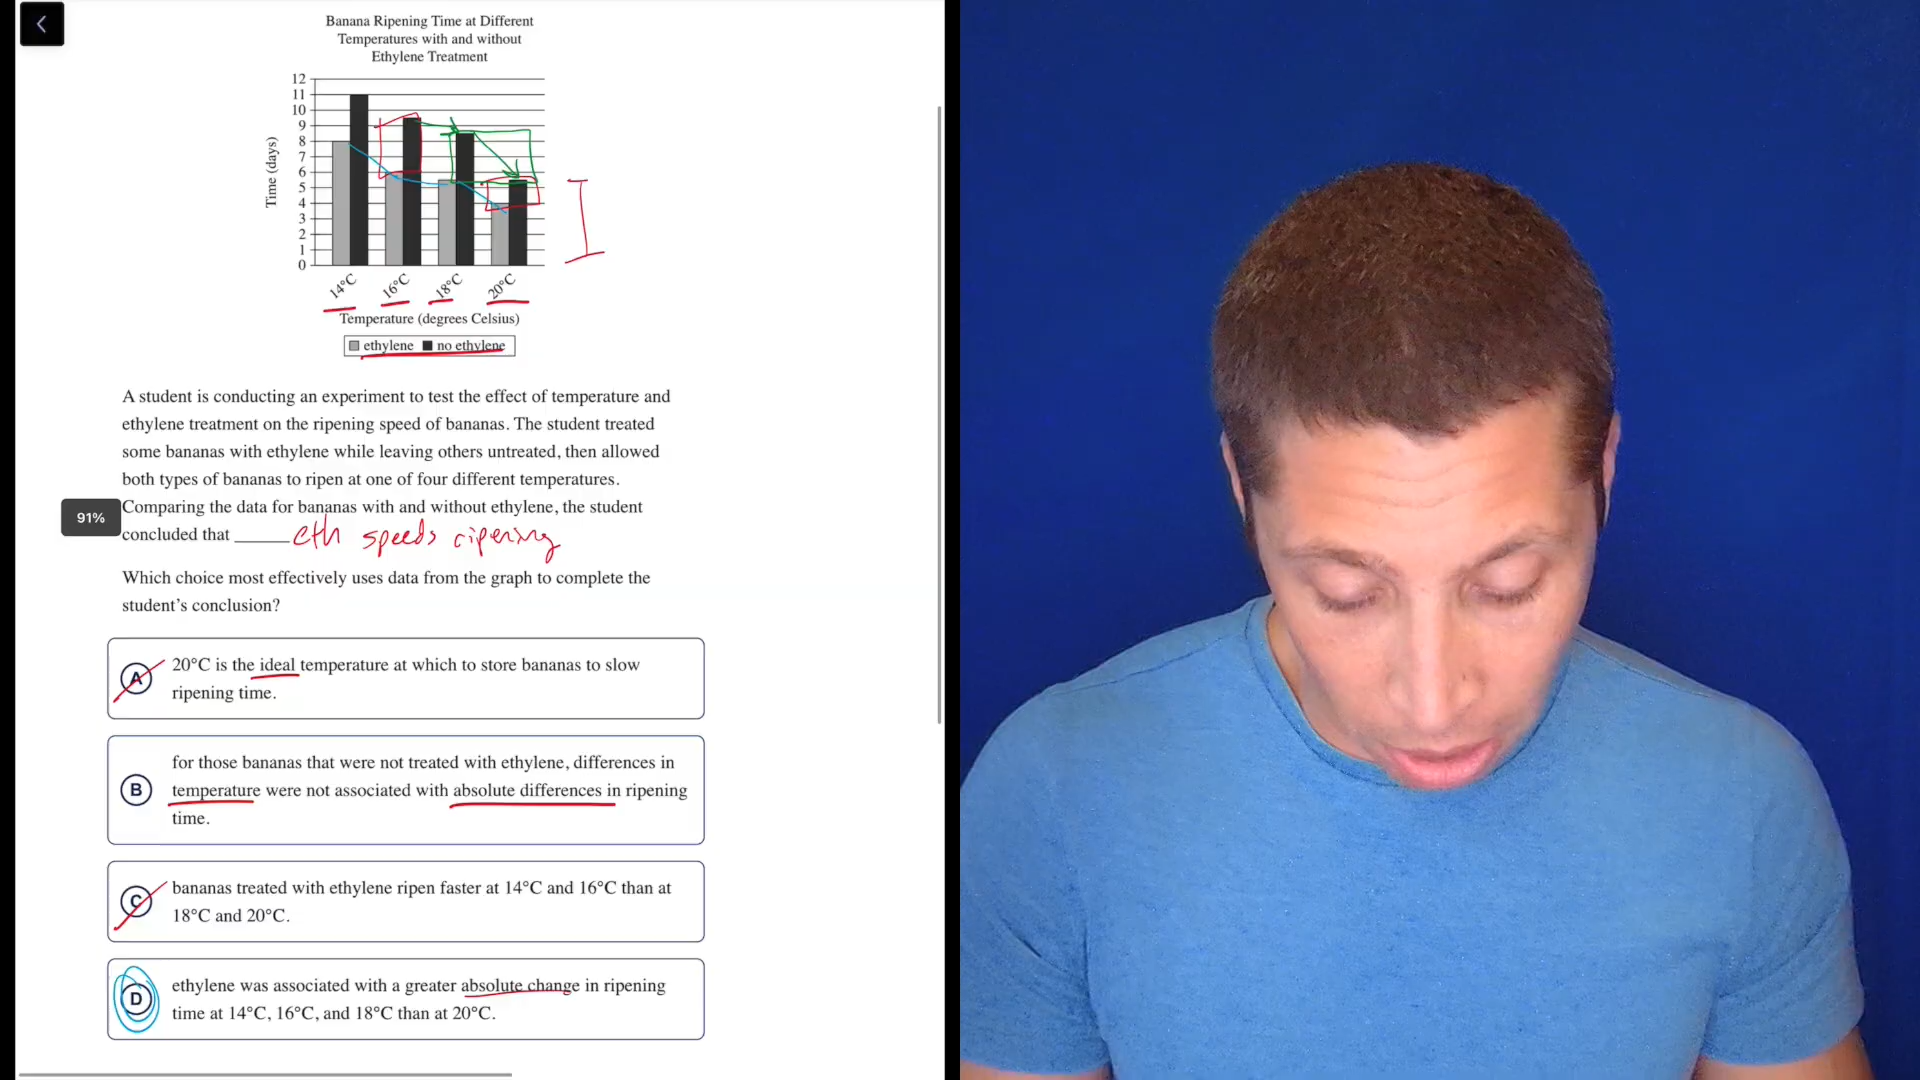 Banana Ripening Time at Different
Temperatures with and without
Ethylene Treatment
12
11
10
9
8
7
6
5
4
3
2
1
0
Time (days)
14°C 16°C 18°C 20°C
Temperature (degrees Celsius)
ethylene no ethylene
A student is conducting an experiment to test the effect of temperature and
ethylene treatment on the ripening speed of bananas. The student treated
some bananas with ethylene while leaving others untreated, then allowed
both types of bananas to ripen at one of four different temperatures.
Comparing the data for bananas with and without ethylene, the student
91%
concluded that ______ eth speeds ripening
Which choice most effectively uses data from the graph to complete the
student's conclusion?
A 20°C is the ideal temperature at which to store bananas to slow
ripening time.
for those bananas that were not treated with ethylene, differences in
B temperature were not associated with absolute differences in ripening
time.
C bananas treated with ethylene ripen faster at 14°C and 16°C than at
18°C and 20°C.
D ethylene was associated with a greater absolute change in ripening
time at 14°C, 16°C, and 18°C than at 20°C.